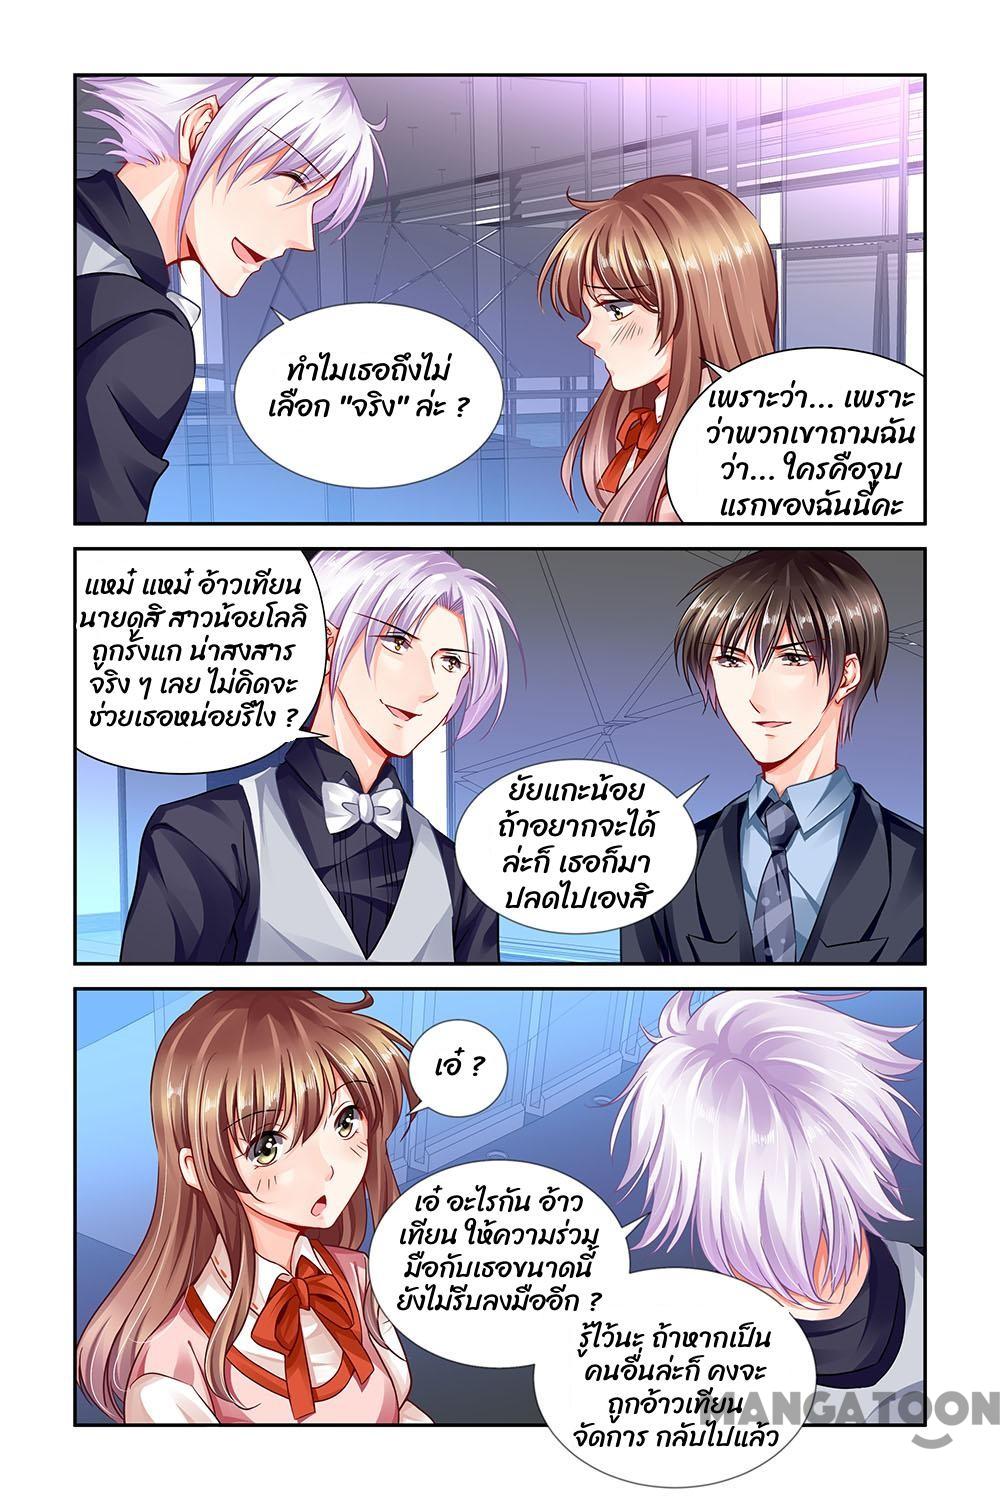 ทำไมเธอถึงไม่
เลือก "จริง" ล่ะ ?
เพราะว่า... เพราะ
ว่าพวกเขาถามฉัน
ว่า... ใครคือจูบ
แรกของฉันนี่คะ
แหม๋ แหม๋ อ้าวเทียน
นายดูสิ สาวน้อยโลลิ
ถูกรังแก น่าสงสาร
จริง ๆ เลย ไม่คิดจะ
ช่วยเธอหน่อยรึไง ?
ยัยแกะน้อย
ถ้าอยากจะได้
ล่ะก็ เธอก็มา
ปลดไปเองสิ
เอ๋ ?
เอ๋ อะไรกัน อ้าว
เทียน ให้ความร่วม
มือกับเธอขนาดนี้
ยังไม่รีบลงมืออีก ?
รู้ไว้นะ ถ้าหากเป็น
คนอื่นล่ะก็ คงจะ
ถูกอ้าวเทียน
จัดการ กลับไปแล้ว
MANGATOON